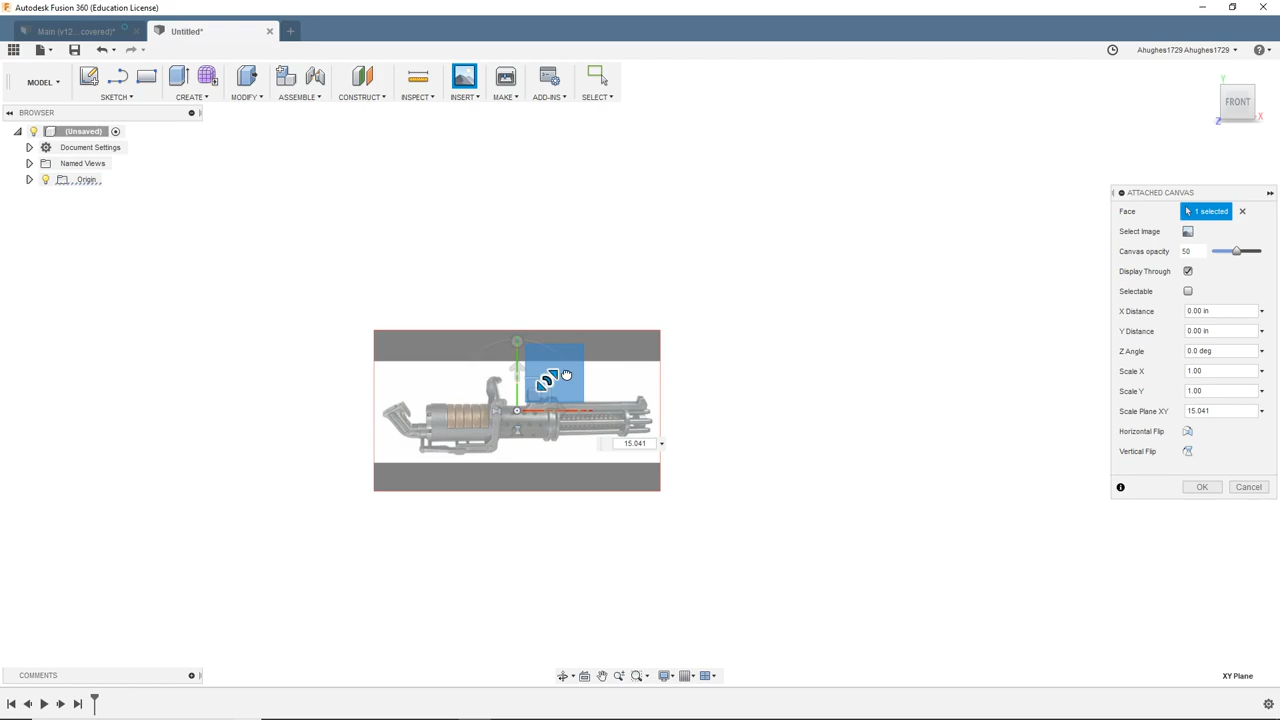 Autodesk Fusion 360 (Education License)
Main (v12...covered)*
Untitled*
Ahughes1729 Ahughes1729
MODEL
SKETCH
CREATE
MODIFY
ASSEMBLE
CONSTRUCT
INSPECT
INSERT
MAKE
ADD-INS
SELECT
BROWSER
(Unsaved)
Document Settings
Named Views
Origin
Y
FRONT
Z
X
ATTACHED CANVAS
Face 1 selected
Select Image
Canvas opacity 50
Display Through
Selectable
X Distance 0.00 in
Y Distance 0.00 in
Z Angle 0.0 deg
Scale X 1.00
Scale Y 1.00
Scale Plane XY 15.041
Horizontal Flip
Vertical Flip
OK Cancel
15.041
COMMENTS
XY Plane